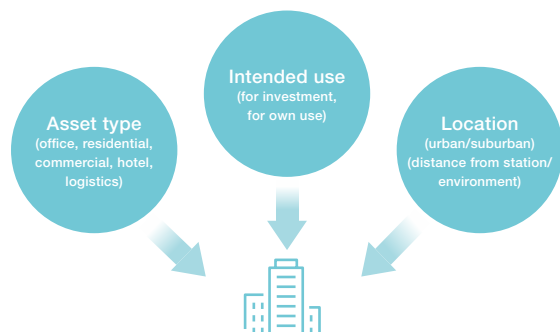 Asset type
(office, residential,
commercial, hotel,
logistics)
Intended use
(for investment,
for own use)
Location
(urban/suburban)
(distance from station/
environment)